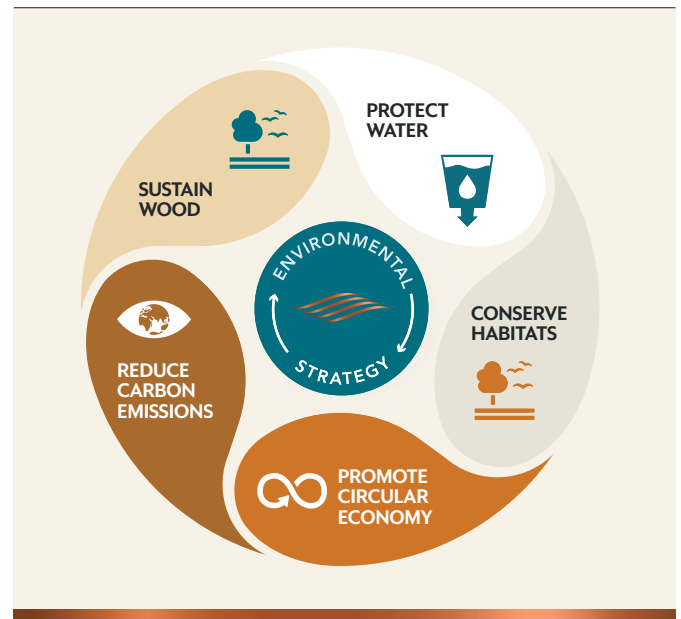 PROTECT
WATER
SUSTAIN
WOOD
ENVIRONMENTAL
STRATEGY
CONSERVE
HABITATS
REDUCE
CARBON
EMISSIONS
PROMOTE
CIRCULAR
ECONOMY